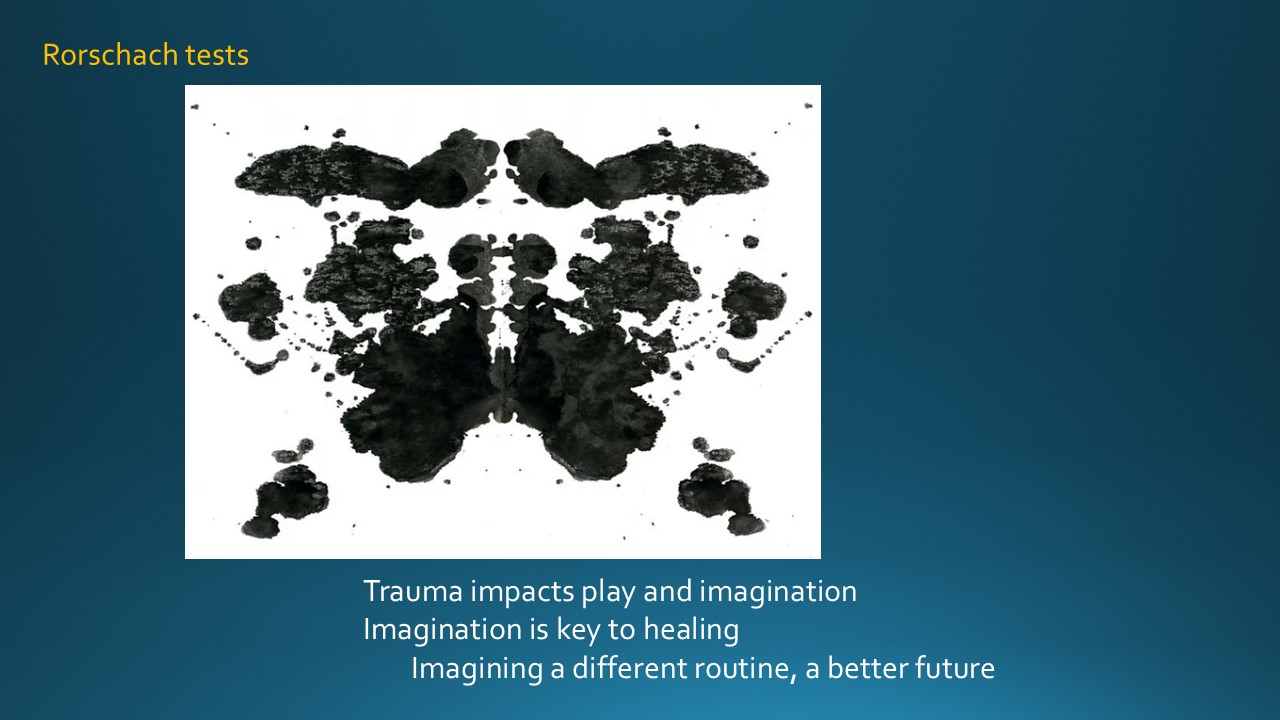 Rorschach tests
Trauma impacts play and imagination
Imagination is key to healing
Imagining a different routine, a better future